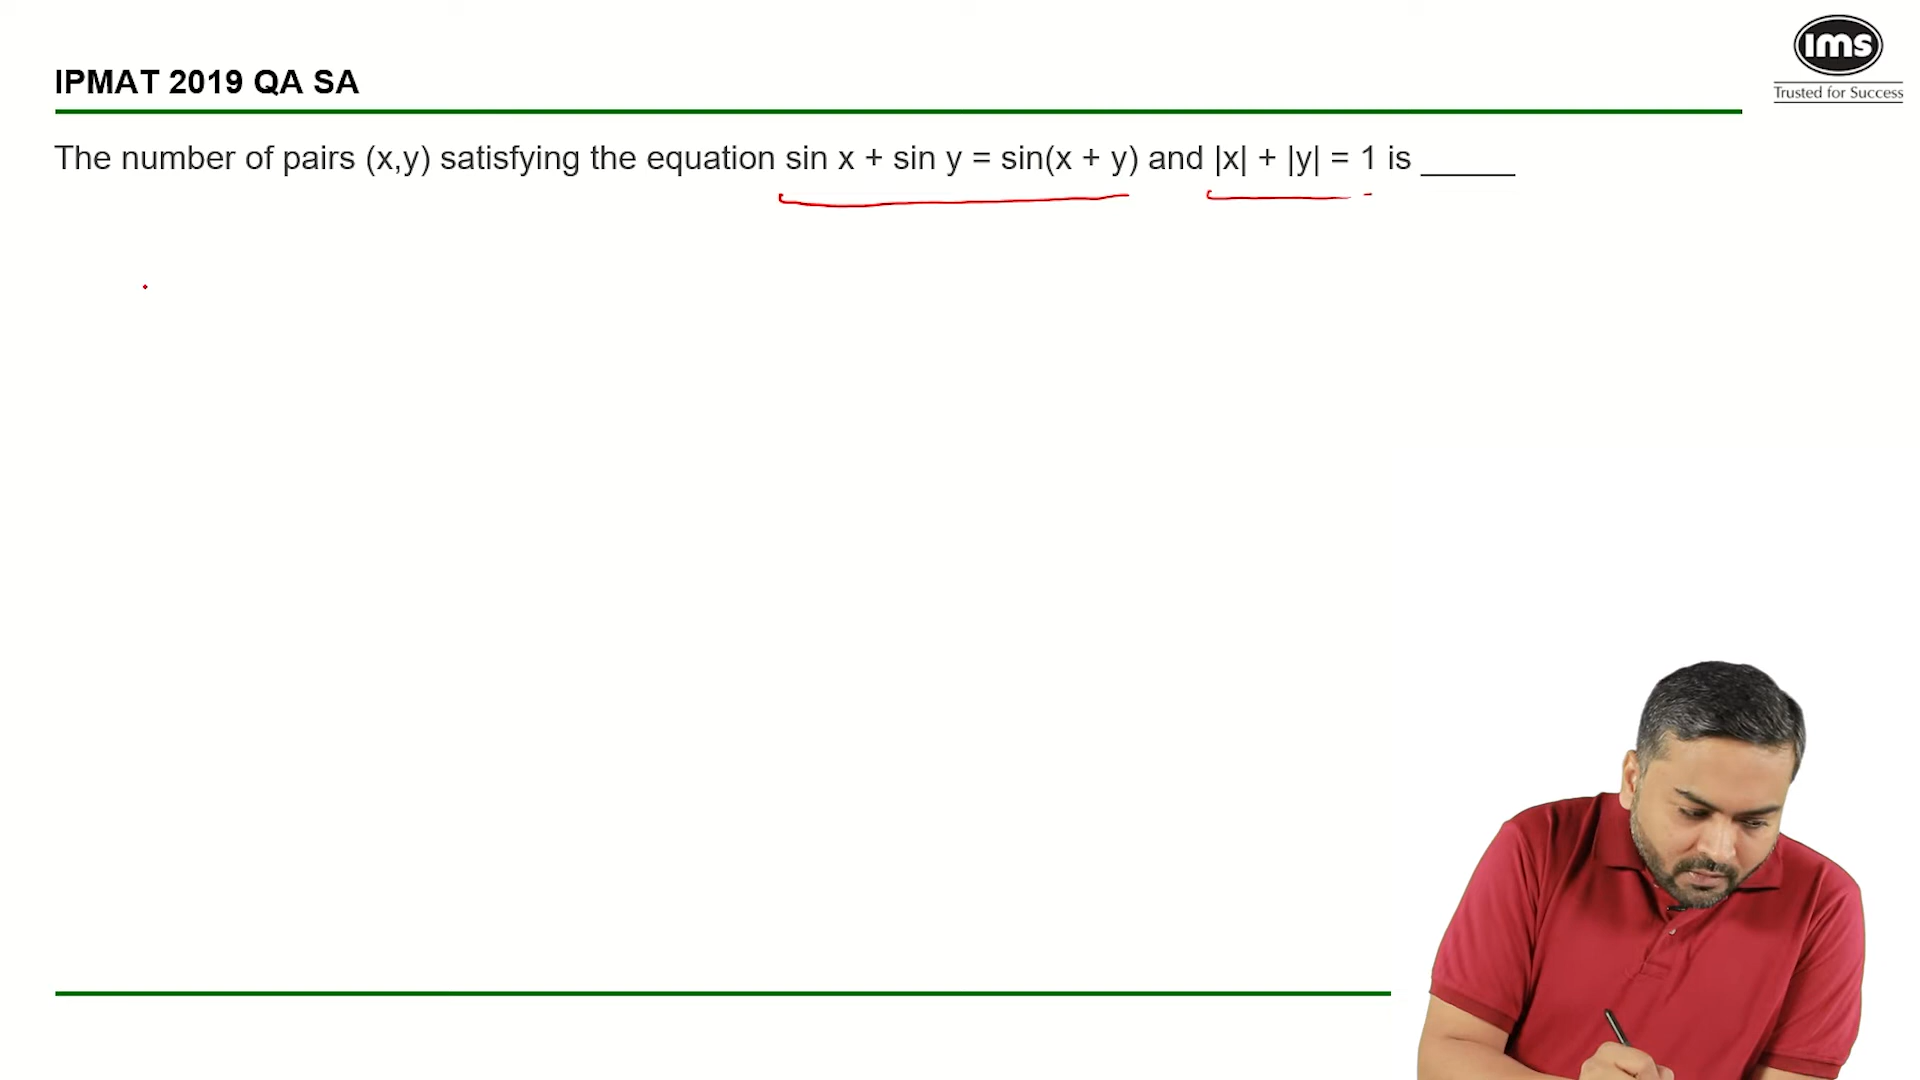 ims
Trusted for Success
IPMAT 2019 QA SA
The number of pairs (x,y) satisfying the equation sin x + sin y = sin(x + y) and |x| + |y| = 1 is ______